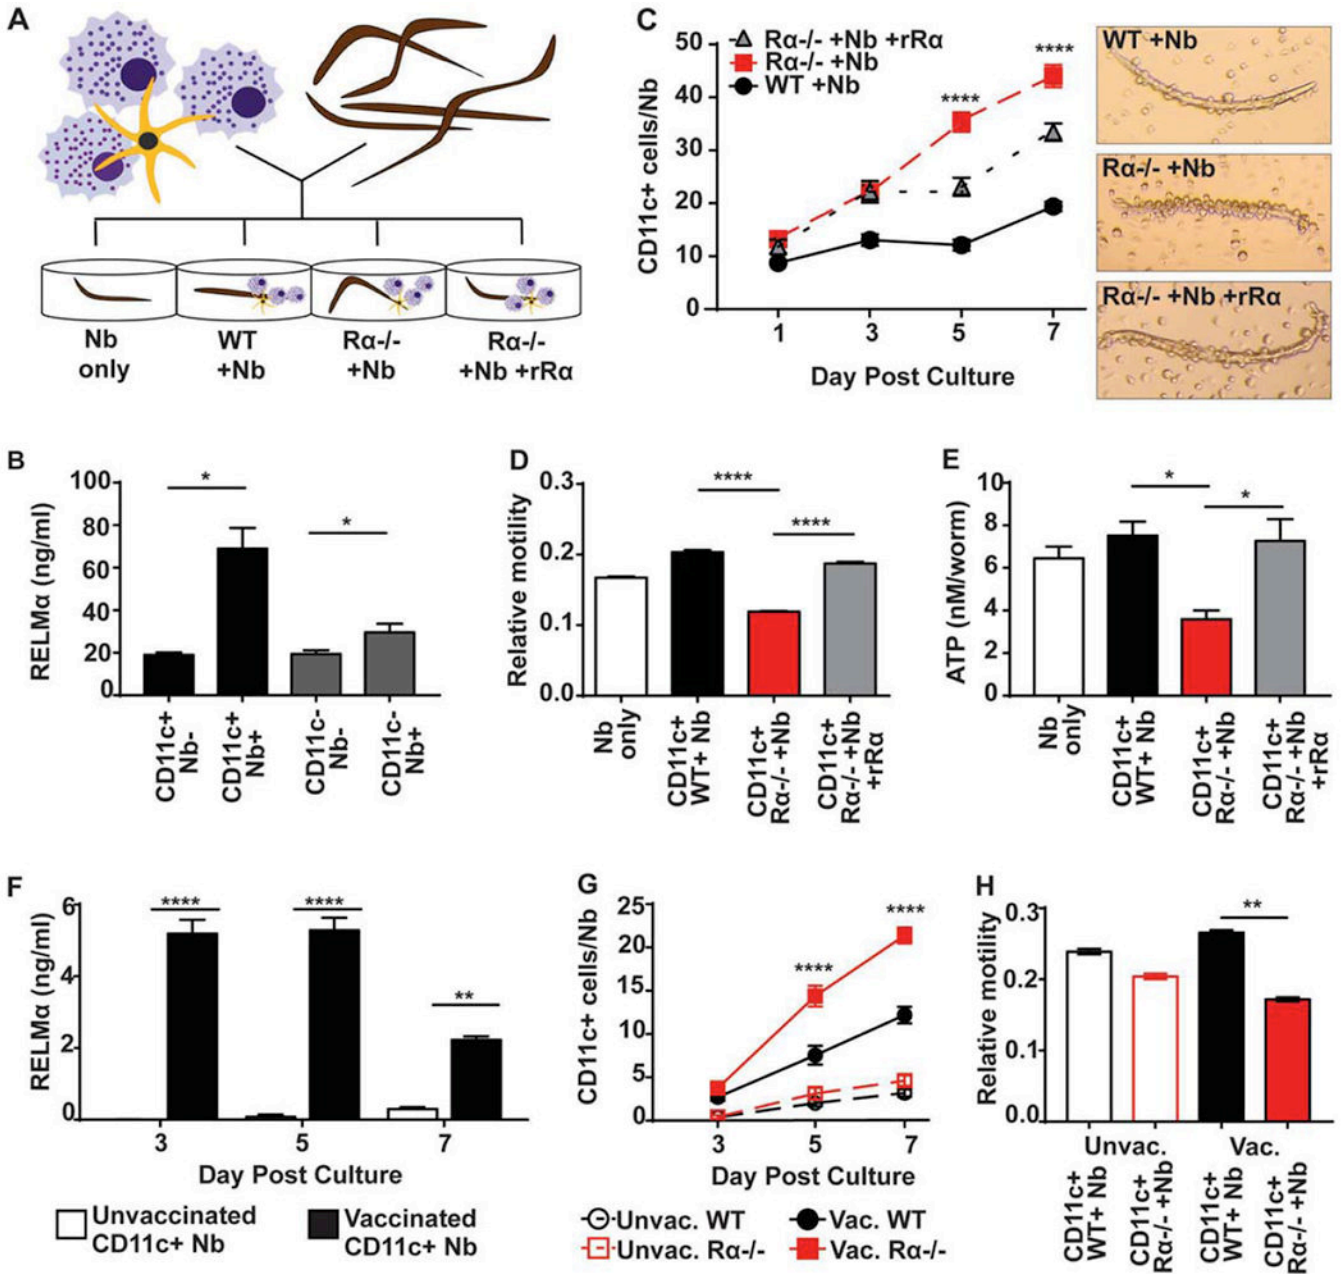 A
Nb
only
WT
+Nb
Rα-/-
+Nb
Rα-/-
+Nb +rRα
C
CD11c+ cells/Nb
50
40
30
20
10
0
Rα-/- +Nb +rRα
Rα-/- +Nb
WT +Nb
****
****
1 3 5 7
Day Post Culture
WT +Nb
Rα-/- +Nb
Rα-/- +Nb +rRα
B
RELMα (ng/ml)
100
80
60
40
20
0
*
*
CD11c+
Nb-
CD11c+
Nb+
CD11c-
Nb-
CD11c-
Nb+
D
Relative motility
0.3
0.2
0.1
0.0
****
****
Nb
only
CD11c+
WT+ Nb
CD11c+
Rα-/- +Nb
CD11c+
Rα-/- +Nb
+rRα
E
ATP (nM/worm)
10
8
6
4
2
0
*
*
Nb
only
CD11c+
WT+ Nb
CD11c+
Rα-/- +Nb
CD11c+
Rα-/- +Nb
+rRα
F
RELMα (ng/ml)
6
4
2
0
****
****
**
3 5 7
Day Post Culture
Unvaccinated
CD11c+ Nb
Vaccinated
CD11c+ Nb
G
CD11c+ cells/Nb
25
20
15
10
5
0
****
****
3 5 7
Day Post Culture
Unvac. WT
Vac. WT
Unvac. Rα-/-
Vac. Rα-/-
H
Relative motility
0.3
0.2
0.1
0.0
**
Unvac. Vac.
CD11c+
WT+ Nb
CD11c+
Rα-/- +Nb
CD11c+
WT+ Nb
CD11c+
Rα-/- +Nb